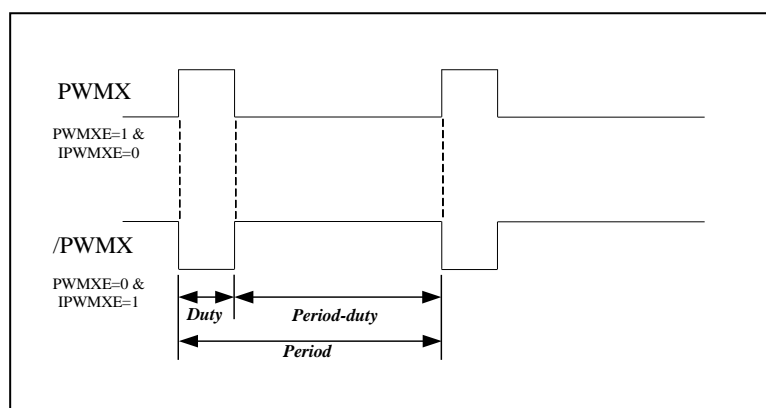 PWMX
PWMXE=1 &
IPWMXE=0
/PWMX
PWMXE=0 &
IPWMXE=1
Duty
Period-duty
Period